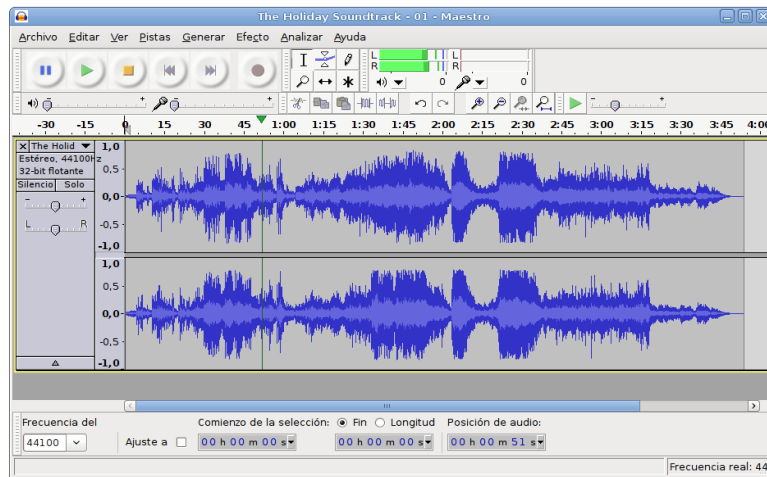 The Holiday Soundtrack - 01 - Maestro
Archivo Editar Ver Pistas Generar Efecto Analizar Ayuda
L
R
0
L
R
0
-30 -15 0 15 30 45 1:00 1:15 1:30 1:45 2:00 2:15 2:30 2:45 3:00 3:15 3:30 3:45 4:00
The Holid
Estéreo, 44100Hz
32-bit flotante
Silencio Solo
- +
L R
1,0
0,5
0,0
-0,5
-1,0
1,0
0,5
0,0
-0,5
-1,0
Frecuencia del
44100
Ajuste a
Comienzo de la selección: Fin Longitud Posición de audio:
00 h 00 m 00 s 00 h 00 m 00 s 00 h 00 m 51 s
Frecuencia real: 44